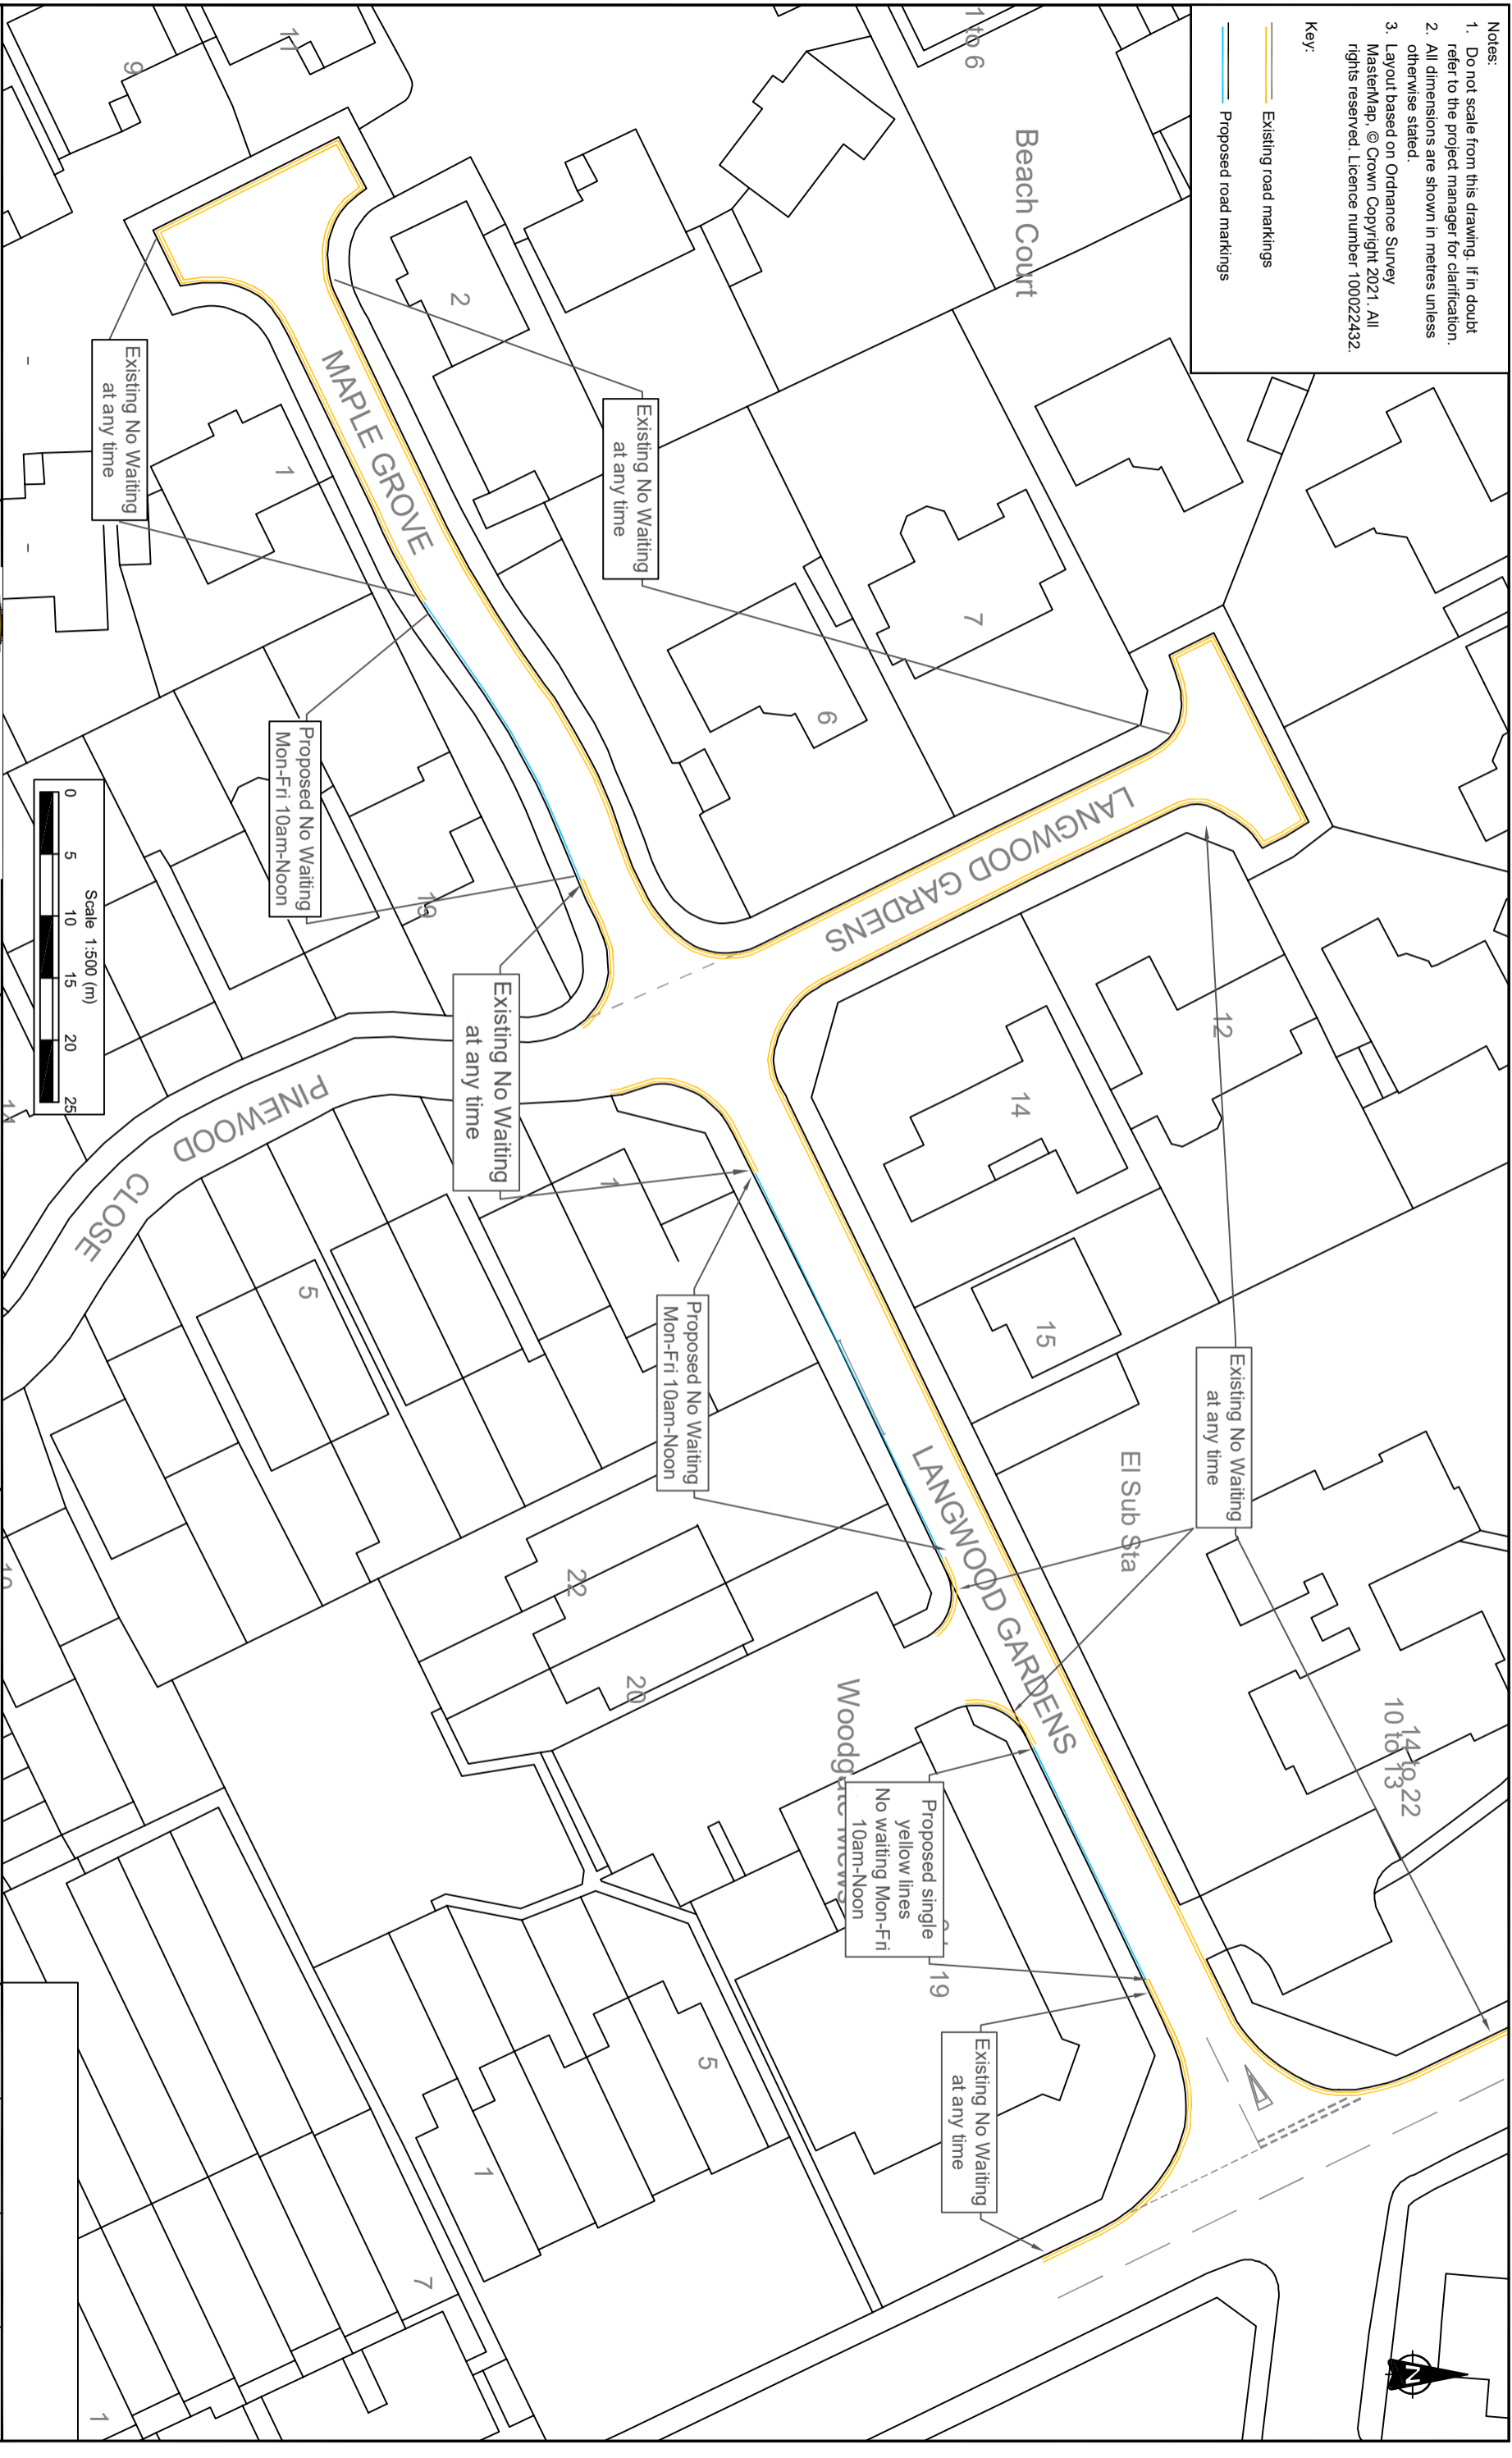 Notes:
1. Do not scale from this drawing. If in doubt
refer to the project manager for clarification.
2. All dimensions are shown in metres unless
otherwise stated.
3. Layout based on Ordnance Survey
MasterMap, © Crown Copyright 2021. All
rights reserved. Licence number 100022432.
Key:
Existing road markings
Proposed road markings
1 to 6
Beach Court
11
9
2
1
7
6
MAPLE GROVE
Existing No Waiting
at any time
Existing No Waiting
at any time
LANGWOOD GARDENS
12
14
15
Proposed No Waiting
Mon-Fri 10am-Noon
19
Existing No Waiting
at any time
Scale 1:500 (m)
0 5 10 15 20 25
PINEWOOD CLOSE
1
5
Proposed No Waiting
Mon-Fri 10am-Noon
Existing No Waiting
at any time
El Sub Sta
LANGWOOD GARDENS
22
20
14 to 22
10 to 13
Proposed single
yellow lines
No waiting Mon-Fri
10am-Noon
19
Existing No Waiting
at any time
5
1
7
1
N